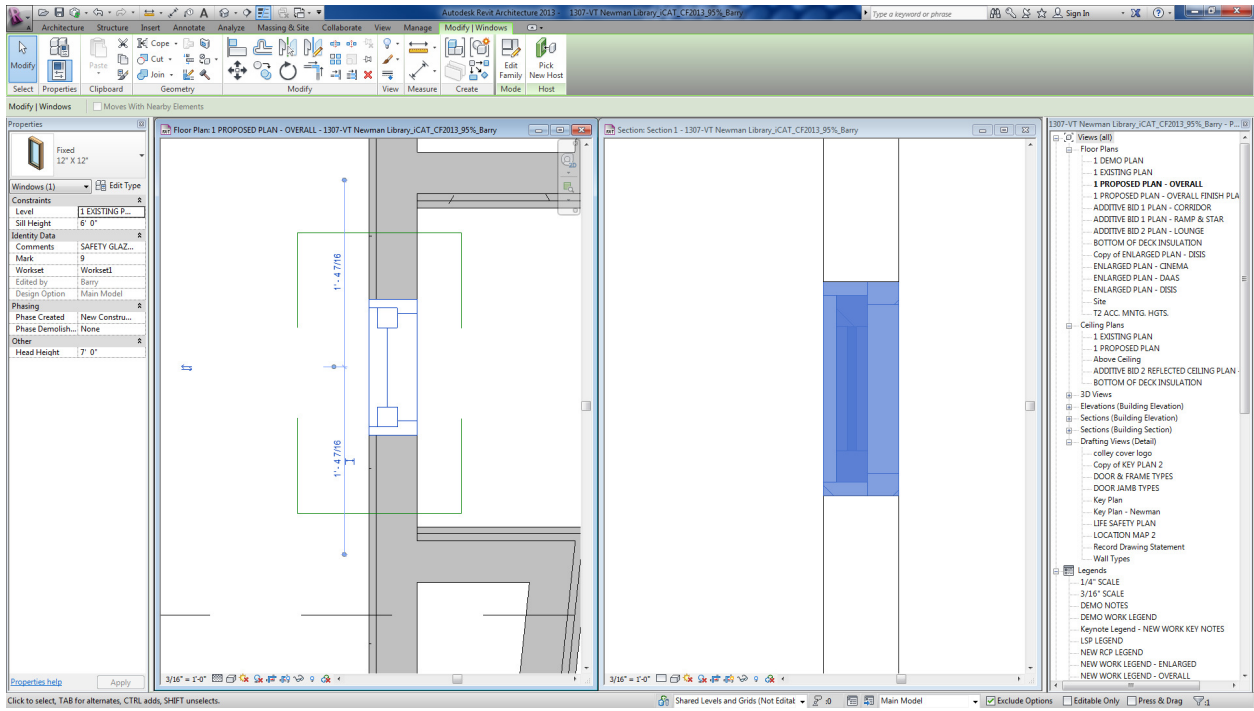 Autodesk Revit Architecture 2013 - 1307-VT Newman Library_iCAT_CF2013_95%_Barry
Type a keyword or phrase
Sign In
Architecture Structure Insert Annotate Analyze Massing & Site Collaborate View Manage Modify | Windows
Modify
Paste
Cope
Cut
Join
Edit Family
Pick New Host
Select Properties Clipboard Geometry Modify View Measure Create Mode Host
Modify | Windows Moves With Nearby Elements
Properties
Fixed
12" X 12"
Windows (1) Edit Type
Constraints
Level 1 EXISTING P...
Sill Height 6' 0"
Identity Data
Comments SAFETY GLAZ...
Mark 9
Workset Workset1
Edited by Barry
Design Option Main Model
Phasing
Phase Created New Constru...
Phase Demolish... None
Other
Head Height 7' 0"
Properties help Apply
Floor Plan: 1 PROPOSED PLAN - OVERALL - 1307-VT Newman Library_iCAT_CF2013_95%_Barry
1' - 4 7/16
1' - 4 7/16
3/16" = 1'-0"
Section: Section 1 - 1307-VT Newman Library_iCAT_CF2013_95%_Barry
3/16" = 1'-0"
1307-VT Newman Library_iCAT_CF2013_95%_Barry - P...
Views (all)
Floor Plans
1 DEMO PLAN
1 EXISTING PLAN
1 PROPOSED PLAN - OVERALL
1 PROPOSED PLAN - OVERALL FINISH PLA
ADDITIVE BID 1 PLAN - CORRIDOR
ADDITIVE BID 1 PLAN - RAMP & STAR
ADDITIVE BID 2 PLAN - LOUNGE
BOTTOM OF DECK INSULATION
Copy of ENLARGED PLAN - DISIS
ENLARGED PLAN - CINEMA
ENLARGED PLAN - DAAS
ENLARGED PLAN - DISIS
Site
T2 ACC. MNTG. HGTS.
Ceiling Plans
1 EXISTING PLAN
1 PROPOSED PLAN
Above Ceiling
ADDITIVE BID 2 REFLECTED CEILING PLAN -
BOTTOM OF DECK INSULATION
3D Views
Elevations (Building Elevation)
Sections (Building Elevation)
Sections (Building Section)
Drafting Views (Detail)
colley cover logo
Copy of KEY PLAN 2
DOOR & FRAME TYPES
DOOR JAMB TYPES
Key Plan
Key Plan - Newman
LIFE SAFETY PLAN
LOCATION MAP 2
Record Drawing Statement
Wall Types
Legends
1/4" SCALE
3/16" SCALE
DEMO NOTES
DEMO WORK LEGEND
Keynote Legend - NEW WORK KEY NOTES
LSP LEGEND
NEW RCP LEGEND
NEW WORK LEGEND - ENLARGED
NEW WORK LEGEND - OVERALL
Click to select, TAB for alternates, CTRL adds, SHIFT unselects.
Shared Levels and Grids (Not Editat :0 Main Model Exclude Options Editable Only Press & Drag :1